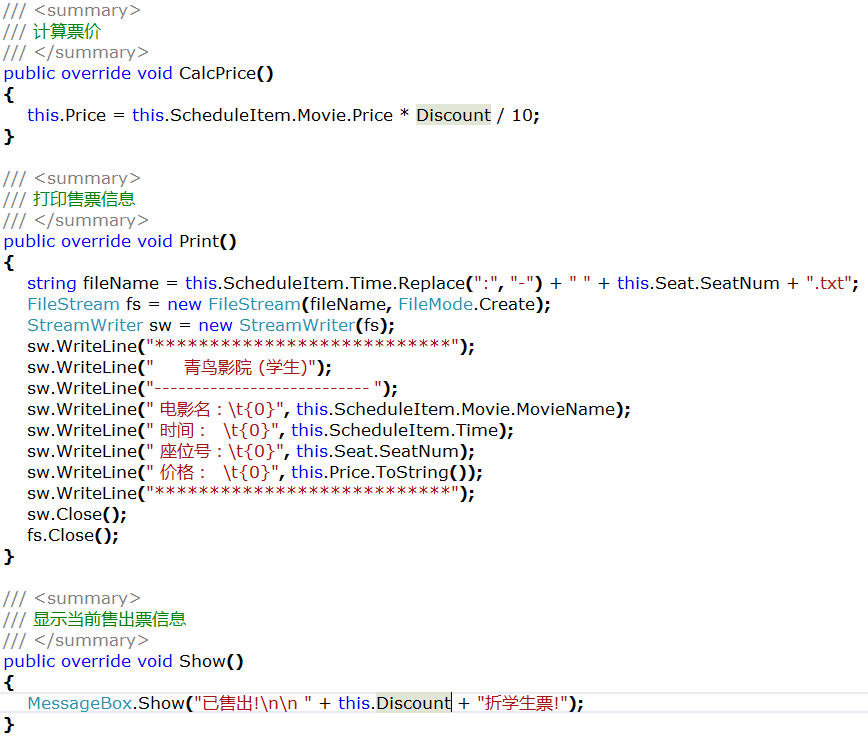 /// <summary>
/// 计算票价
/// </summary>
public override void CalcPrice()
{
    this.Price = this.ScheduleItem.Movie.Price * Discount / 10;
}

/// <summary>
/// 打印售票信息
/// </summary>
public override void Print()
{
    string fileName = this.ScheduleItem.Time.Replace(":", "-") + " " + this.Seat.SeatNum + ".txt";
    FileStream fs = new FileStream(fileName, FileMode.Create);
    StreamWriter sw = new StreamWriter(fs);
    sw.WriteLine("***************************");
    sw.WriteLine("      青鸟影院 (学生)");
    sw.WriteLine("--------------------------- ");
    sw.WriteLine(" 电影名：\t{0}", this.ScheduleItem.Movie.MovieName);
    sw.WriteLine(" 时间：  \t{0}", this.ScheduleItem.Time);
    sw.WriteLine(" 座位号：\t{0}", this.Seat.SeatNum);
    sw.WriteLine(" 价格：  \t{0}", this.Price.ToString());
    sw.WriteLine("***************************");
    sw.Close();
    fs.Close();
}

/// <summary>
/// 显示当前售出票信息
/// </summary>
public override void Show()
{
    MessageBox.Show("已售出!\n\n " + this.Discount + "折学生票!");
}